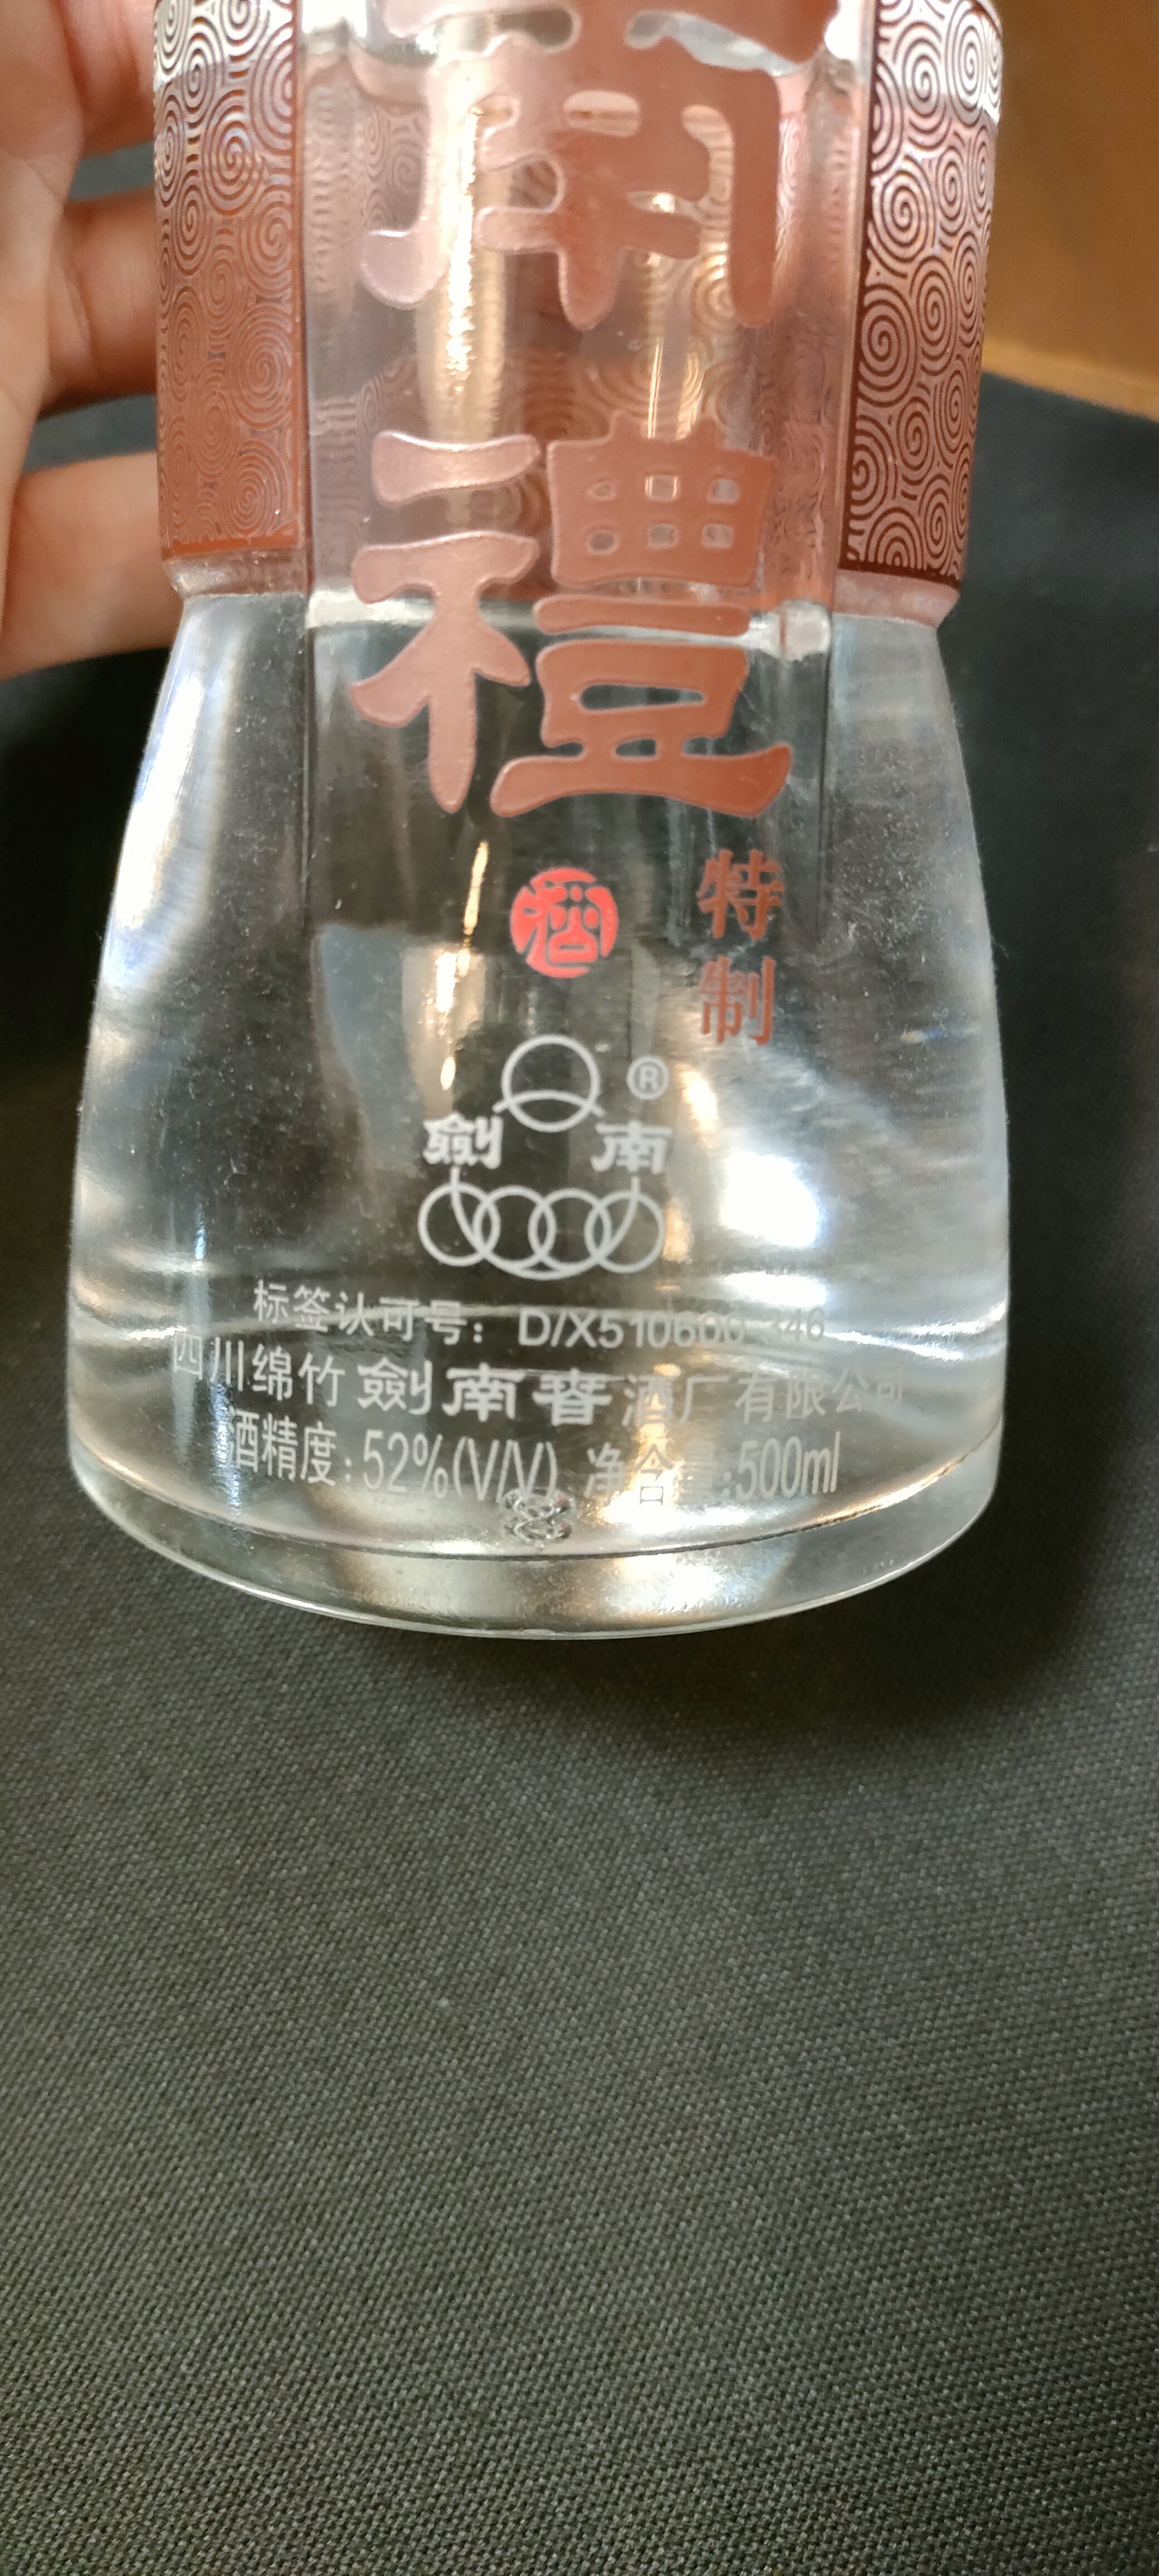 南
禮
酒
特制
®
劍南
标签认可号：D/X510600-346
四川绵竹劍南春酒厂有限公司
酒精度:52%(V/V) 净含量:500ml